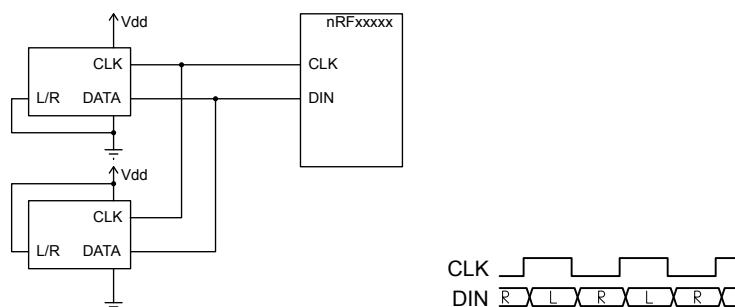 Vdd
nRFxxxxx
CLK
CLK
L/R
DATA
DIN
Vdd
CLK
L/R
DATA
CLK
DIN
R
L
R
L
R